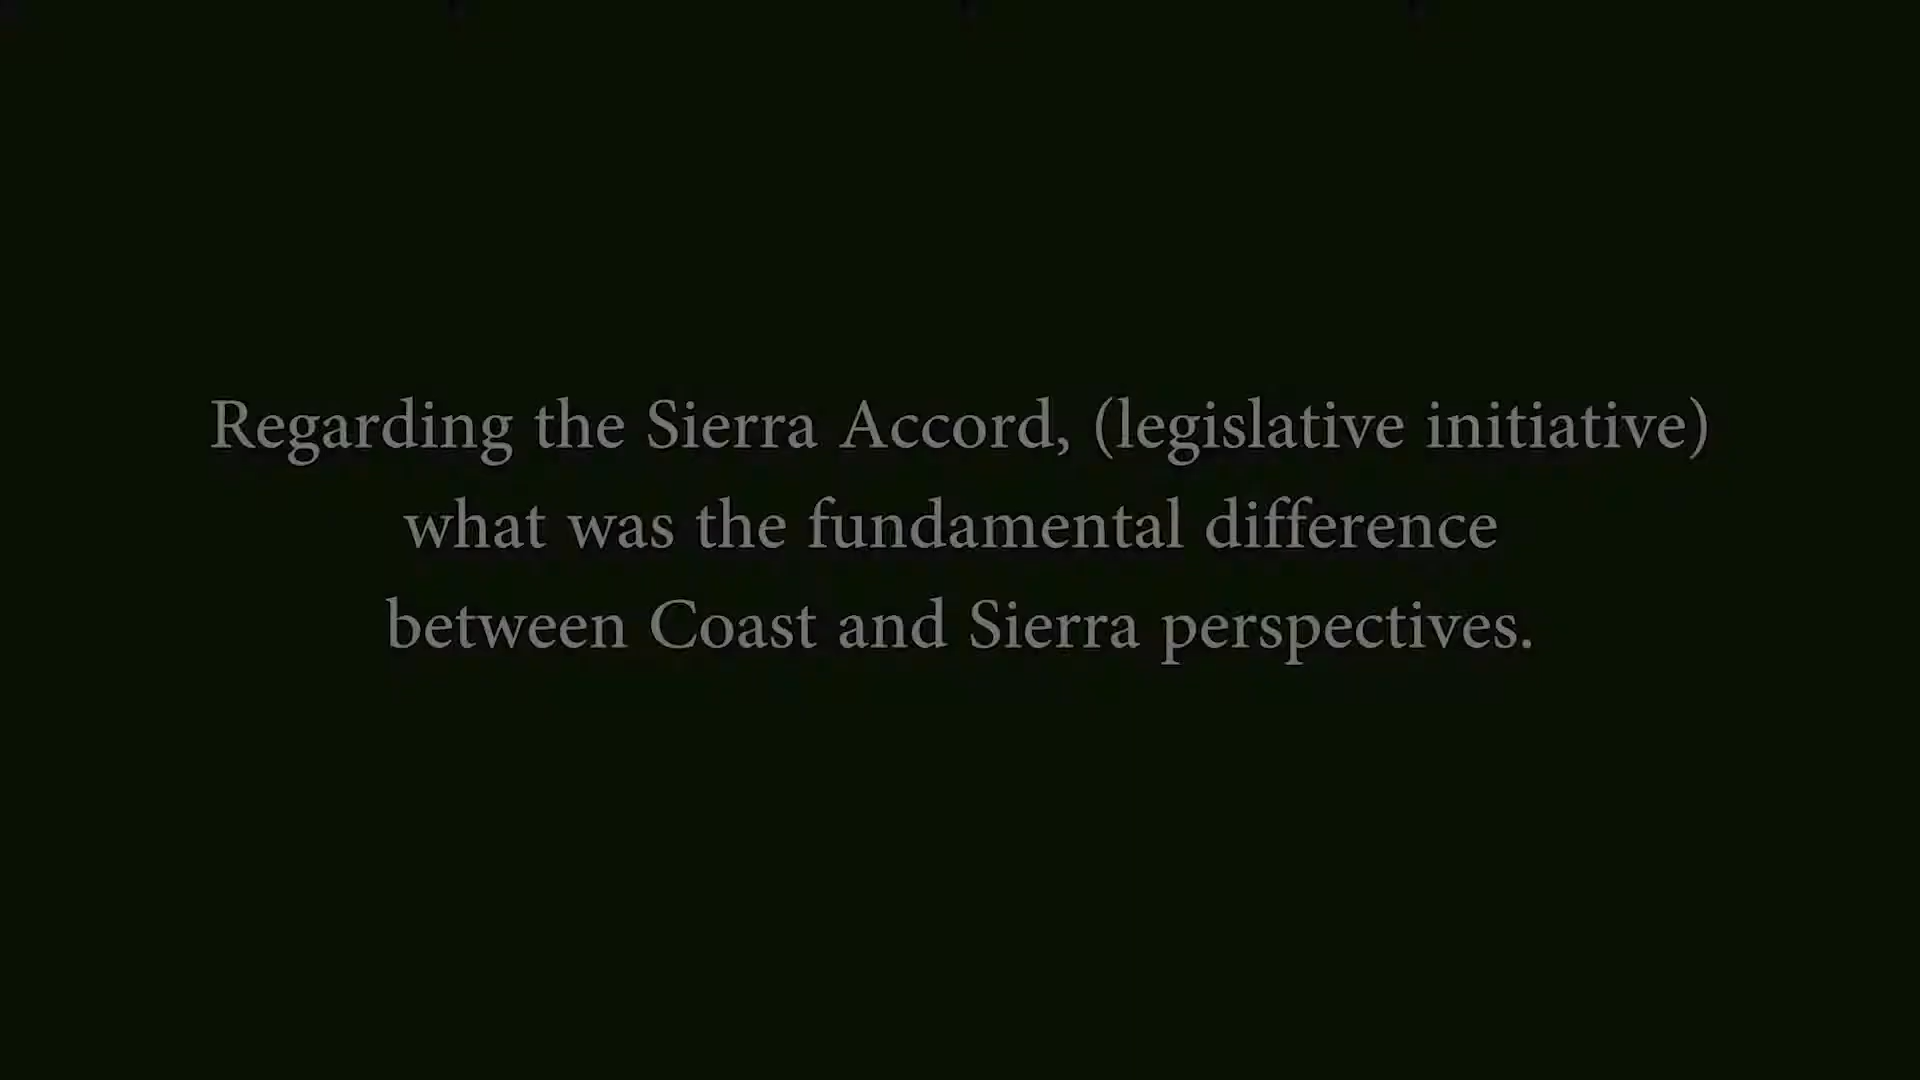 Regarding the Sierra Accord, (legislative initiative)
what was the fundamental difference
between Coast and Sierra perspectives.